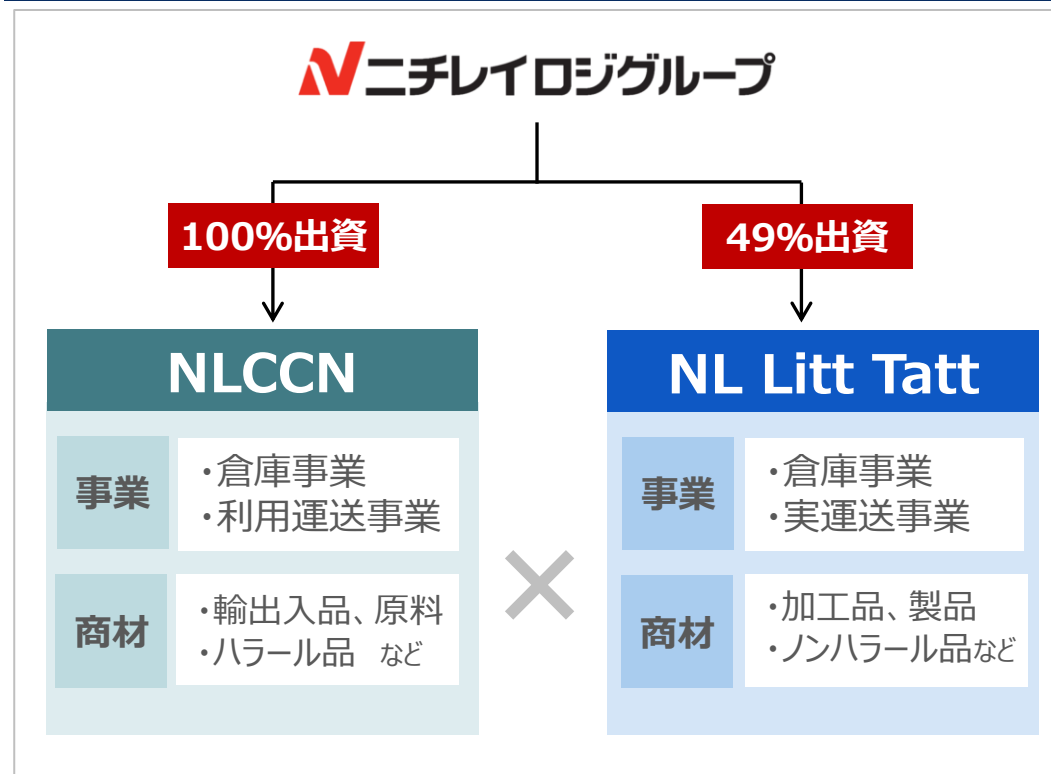 ニチレイロジグループ
100%出資
49%出資
NLCCN
事業
・倉庫事業
・利用運送事業
商材
・輸出入品、原料
・ハラール品 など
×
NL Litt Tatt
事業
・倉庫事業
・実運送事業
商材
・加工品、製品
・ノンハラール品など